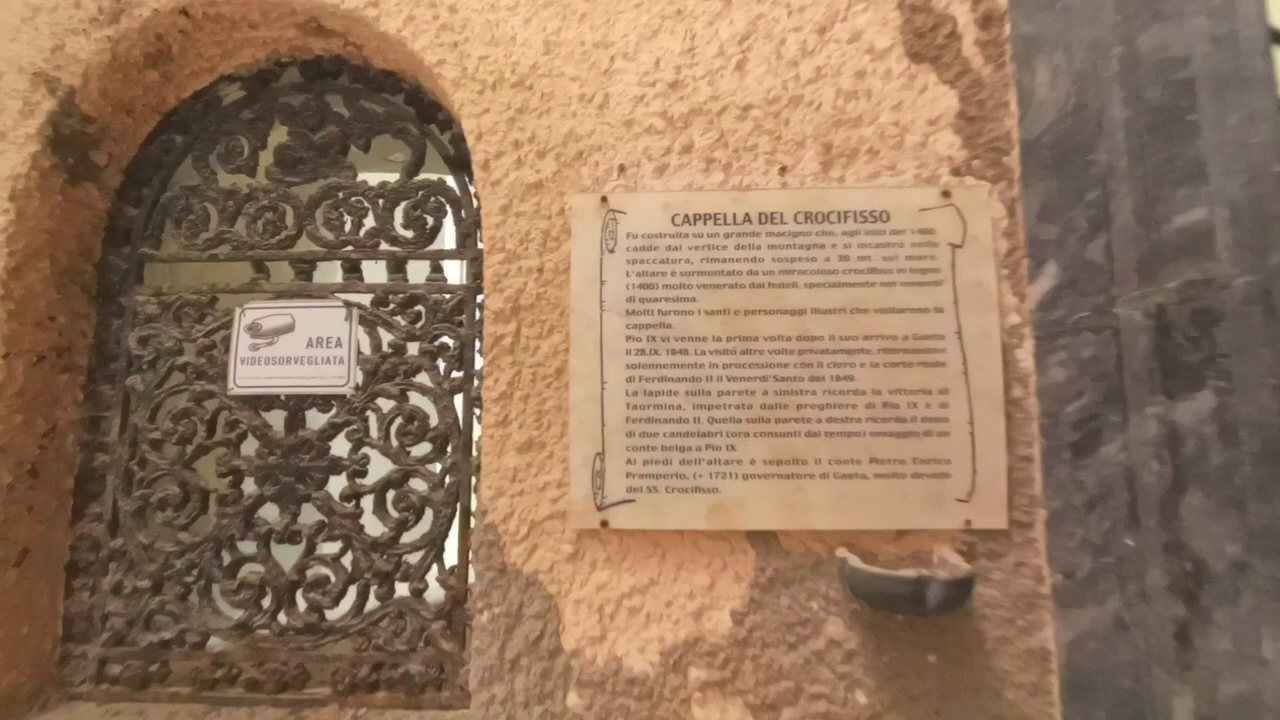 AREA
VIDEOSORVEGLIATA
CAPPELLA DEL CROCIFISSO
Fu costruita su un grande macigno che, agli inizi del 1400,
cadde dal vertice della montagna e si incastrò nella
spaccatura, rimanendo sospeso a 30 mt. sul mare.
L'altare è sormontato da un miracoloso crocifisso in legno
(1400) molto venerato dai fedeli, specialmente nei venerdì
di quaresima.
Molti furono i santi e personaggi illustri che visitarono la
cappella.
Pio IX vi venne la prima volta dopo il suo arrivo a Gaeta
il 28.IX. 1848. La visitò altre volte privatamente, ritornandovi
solennemente in processione con il clero e la corte reale
di Ferdinando II il Venerdì Santo del 1849.
La lapide sulla parete a sinistra ricorda la vittoria di
Taormina, impetrata dalle preghiere di Pio IX e di
Ferdinando II. Quella sulla parete a destra ricorda il dono
di due candelabri (ora consunti dal tempo) omaggio di un
conte belga a Pio IX.
Ai piedi dell'altare è sepolto il conte Pietro Enrico
Pramperio, (+ 1721) governatore di Gaeta, molto devoto
del SS. Crocifisso.